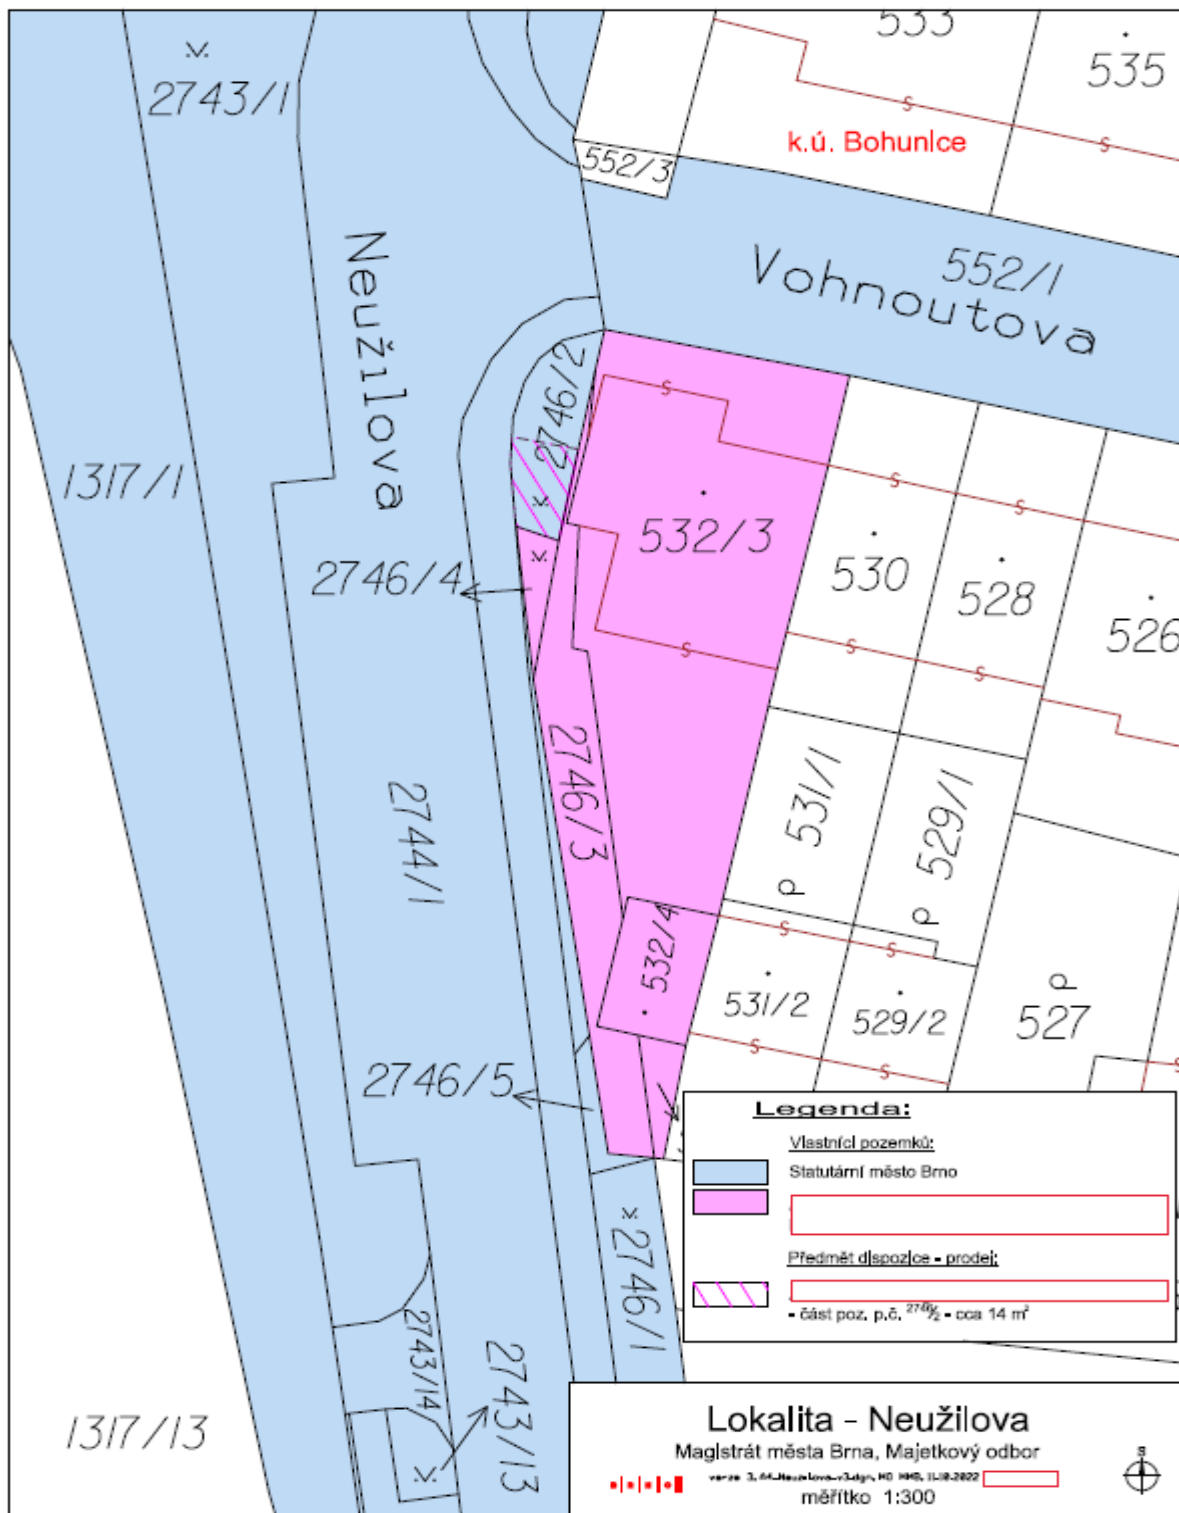 533
535
2743/1
k.ú. Bohunice
552/3
Neužilova
Vohnoutova
552/1
2746/2
1317/1
532/3
2746/4
530
528
526
2746/3
531/1
529/1
2744/1
532/4
531/2
529/2
527
2746/5
Legenda:
Vlastníci pozemků:
Statutární město Brno
Předmět dispozice - prodej:
- část poz. p.č. 2746/2 - cca 14 m²
2746/1
2743/14
2743/13
1317/13
Lokalita - Neužilova
Magistrát města Brna, Majetkový odbor
měřítko 1:300